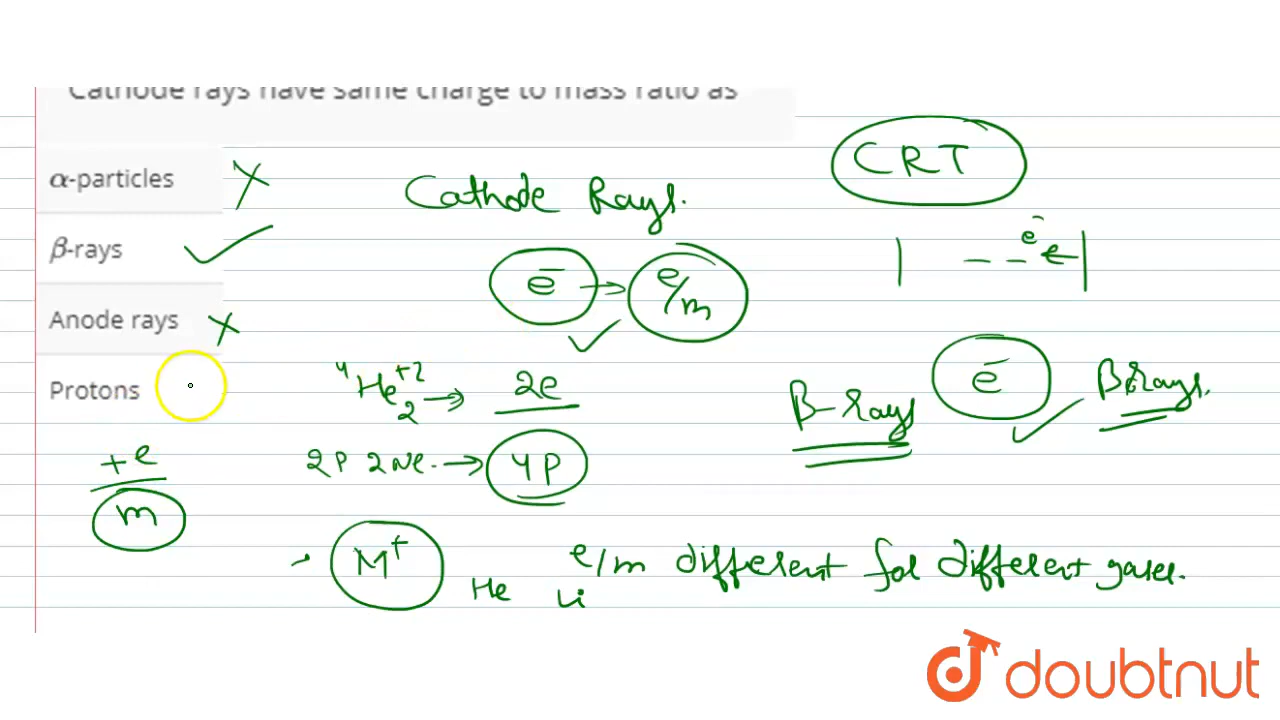 Cathode rays have same charge to mass ratio as
CRT
α-particles
Cathode Rays.
β-rays
e⁻
e⁻ → e/m
Anode rays
Protons
⁴He₂⁺² → 2e
β-rays
e⁻
β rays.
+e/m
2P 2Ne. → 4P
M⁺
e/m different for different gases.
He Li
doubtnut